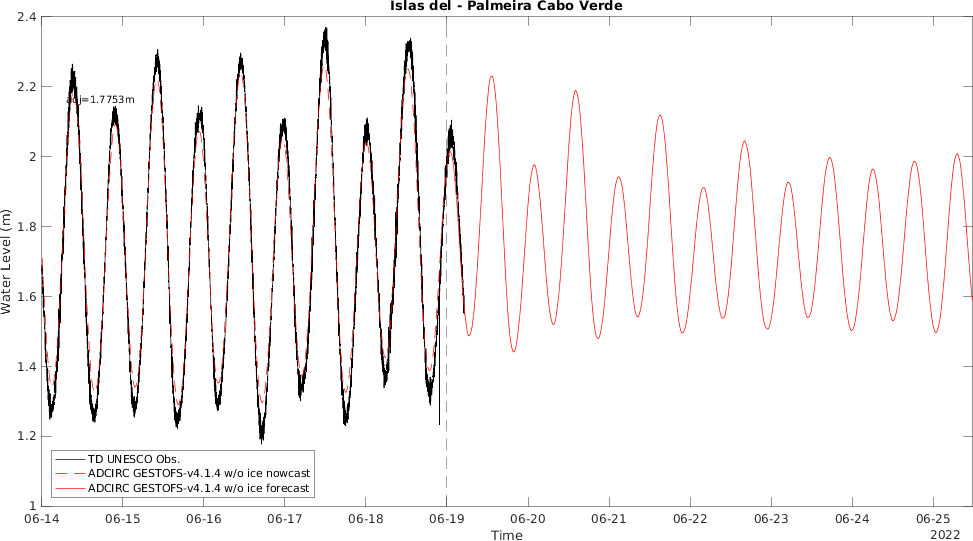 Islas del - Palmeira Cabo Verde
2.4
2.2
2
1.8
1.6
1.4
1.2
1
Water Level (m)
adj=1.7753m
TD UNESCO Obs.
ADCIRC GESTOFS-v4.1.4 w/o ice nowcast
ADCIRC GESTOFS-v4.1.4 w/o ice forecast
06-14 06-15 06-16 06-17 06-18 06-19 06-20 06-21 06-22 06-23 06-24 06-25
Time
2022